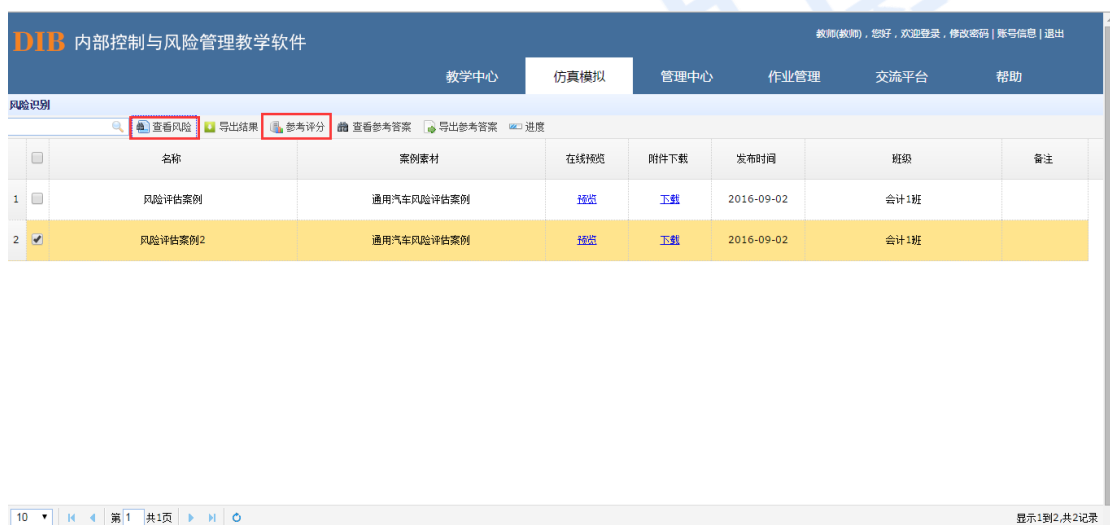 DIB 内部控制与风险管理教学软件
教师(教师)，您好，欢迎登录，修改密码 | 账号信息 | 退出
教学中心 仿真模拟 管理中心 作业管理 交流平台 帮助
风险识别
查看风险 导出结果 参考评分 查看参考答案 导出参考答案 进度
名称 案例素材 在线预览 附件下载 发布时间 班级 备注
1 风险评估案例 通用汽车风险评估案例 预览 下载 2016-09-02 会计1班
2 风险评估案例2 通用汽车风险评估案例 预览 下载 2016-09-02 会计1班
10 第 1 共1页 显示1到2,共2记录